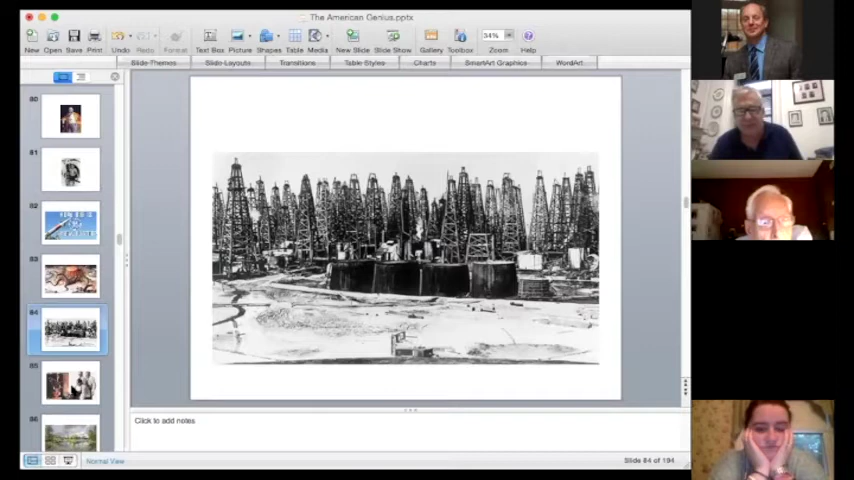 The American Genius.pptx
New Open Save Print Undo Redo Format Text Box Picture Shapes Table Media New Slide Slide Show Gallery Toolbox Zoom Help
34%
Slide Themes Slide Layouts Transitions Table Styles Charts SmartArt Graphics WordArt
80
81
82
83
84
85
86
Click to add notes
Normal View Slide 84 of 194